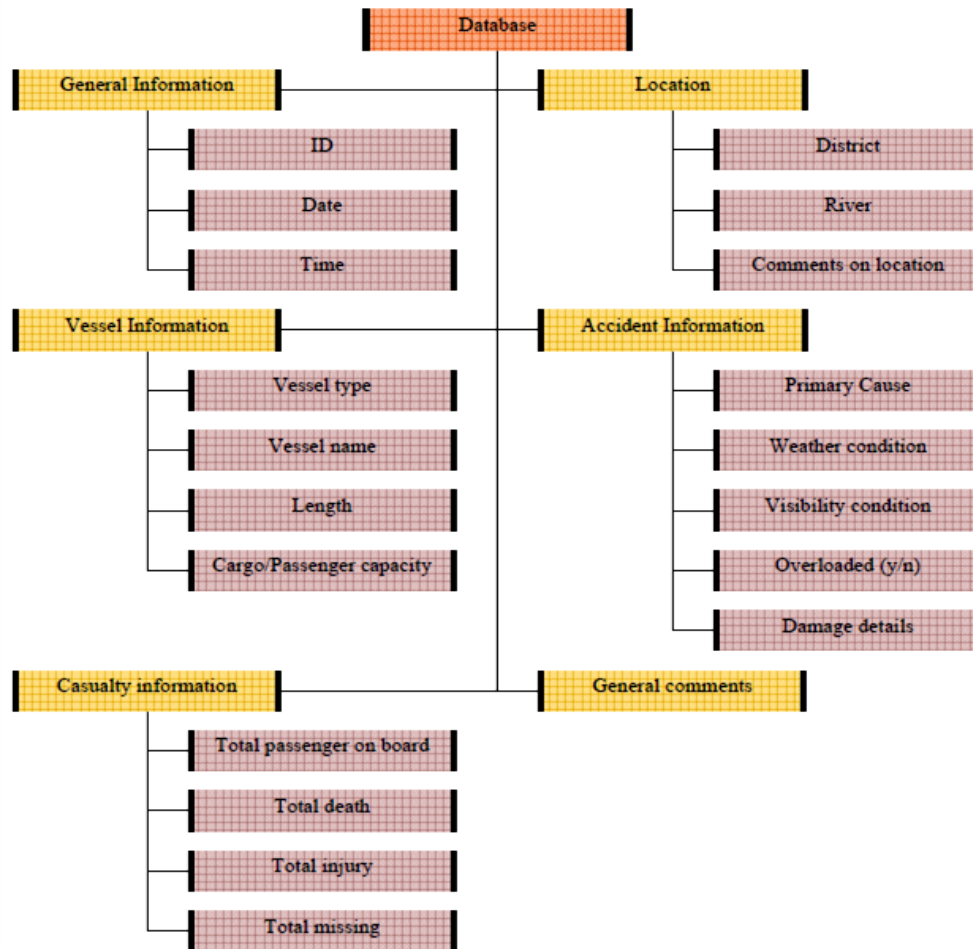 Database
General Information
Location
ID
District
Date
River
Time
Comments on location
Vessel Information
Accident Information
Vessel type
Primary Cause
Vessel name
Weather condition
Length
Visibility condition
Cargo/Passenger capacity
Overloaded (y/n)
Damage details
Casualty information
General comments
Total passenger on board
Total death
Total injury
Total missing